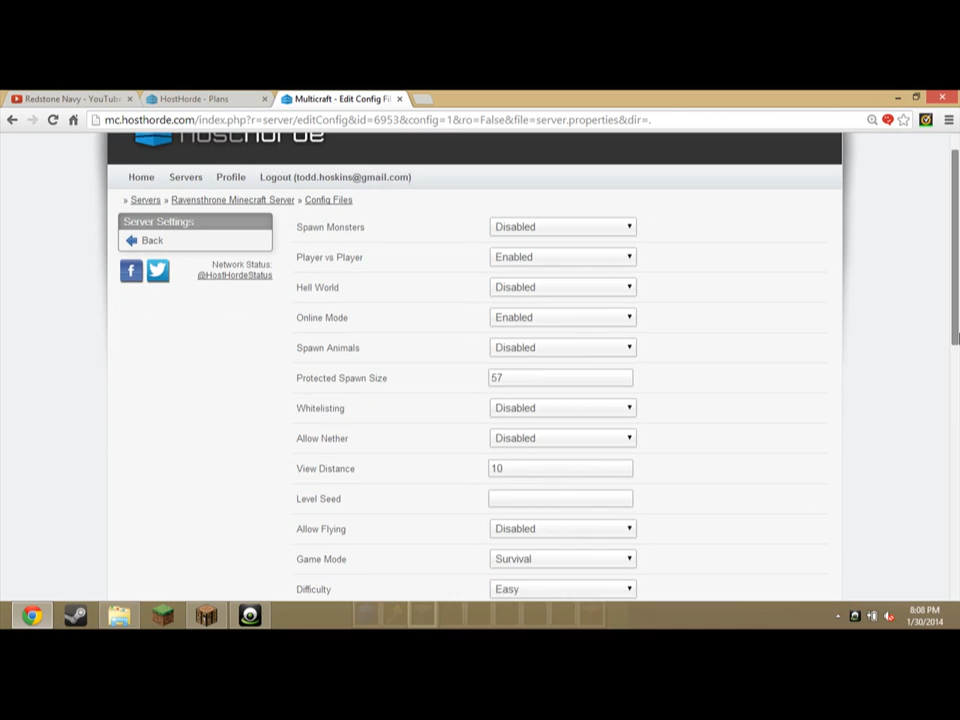 Redstone Navy - YouTube
HostHorde - Plans
Multicraft - Edit Config Fi
mc.hosthorde.com/index.php?r=server/editConfig&id=6953&config=1&ro=False&file=server.properties&dir=.
hosthorde
Home Servers Profile Logout (todd.hoskins@gmail.com)
» Servers » Ravensthrone Minecraft Server » Config Files
Server Settings
Back
Network Status:
@HostHordeStatus
Spawn Monsters Disabled
Player vs Player Enabled
Hell World Disabled
Online Mode Enabled
Spawn Animals Disabled
Protected Spawn Size 57
Whitelisting Disabled
Allow Nether Disabled
View Distance 10
Level Seed
Allow Flying Disabled
Game Mode Survival
Difficulty Easy
8:08 PM
1/30/2014